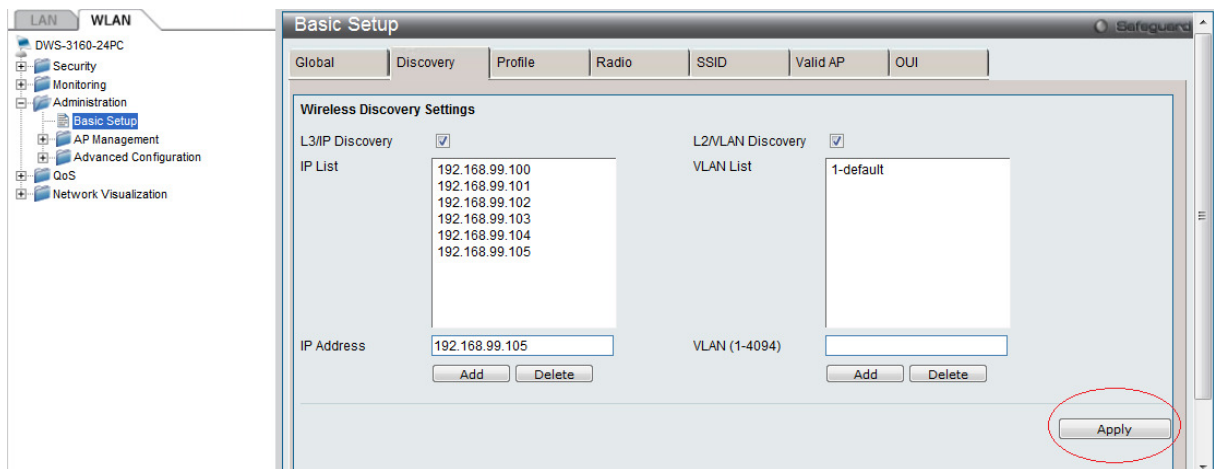 LAN WLAN
DWS-3160-24PC
Security
Monitoring
Administration
Basic Setup
AP Management
Advanced Configuration
QoS
Network Visualization
Basic Setup
Safeguard
Global Discovery Profile Radio SSID Valid AP OUI
Wireless Discovery Settings
L3/IP Discovery L2/VLAN Discovery
IP List VLAN List
192.168.99.100
192.168.99.101
192.168.99.102
192.168.99.103
192.168.99.104
192.168.99.105
1-default
IP Address 192.168.99.105 VLAN (1-4094)
Add Delete Add Delete
Apply